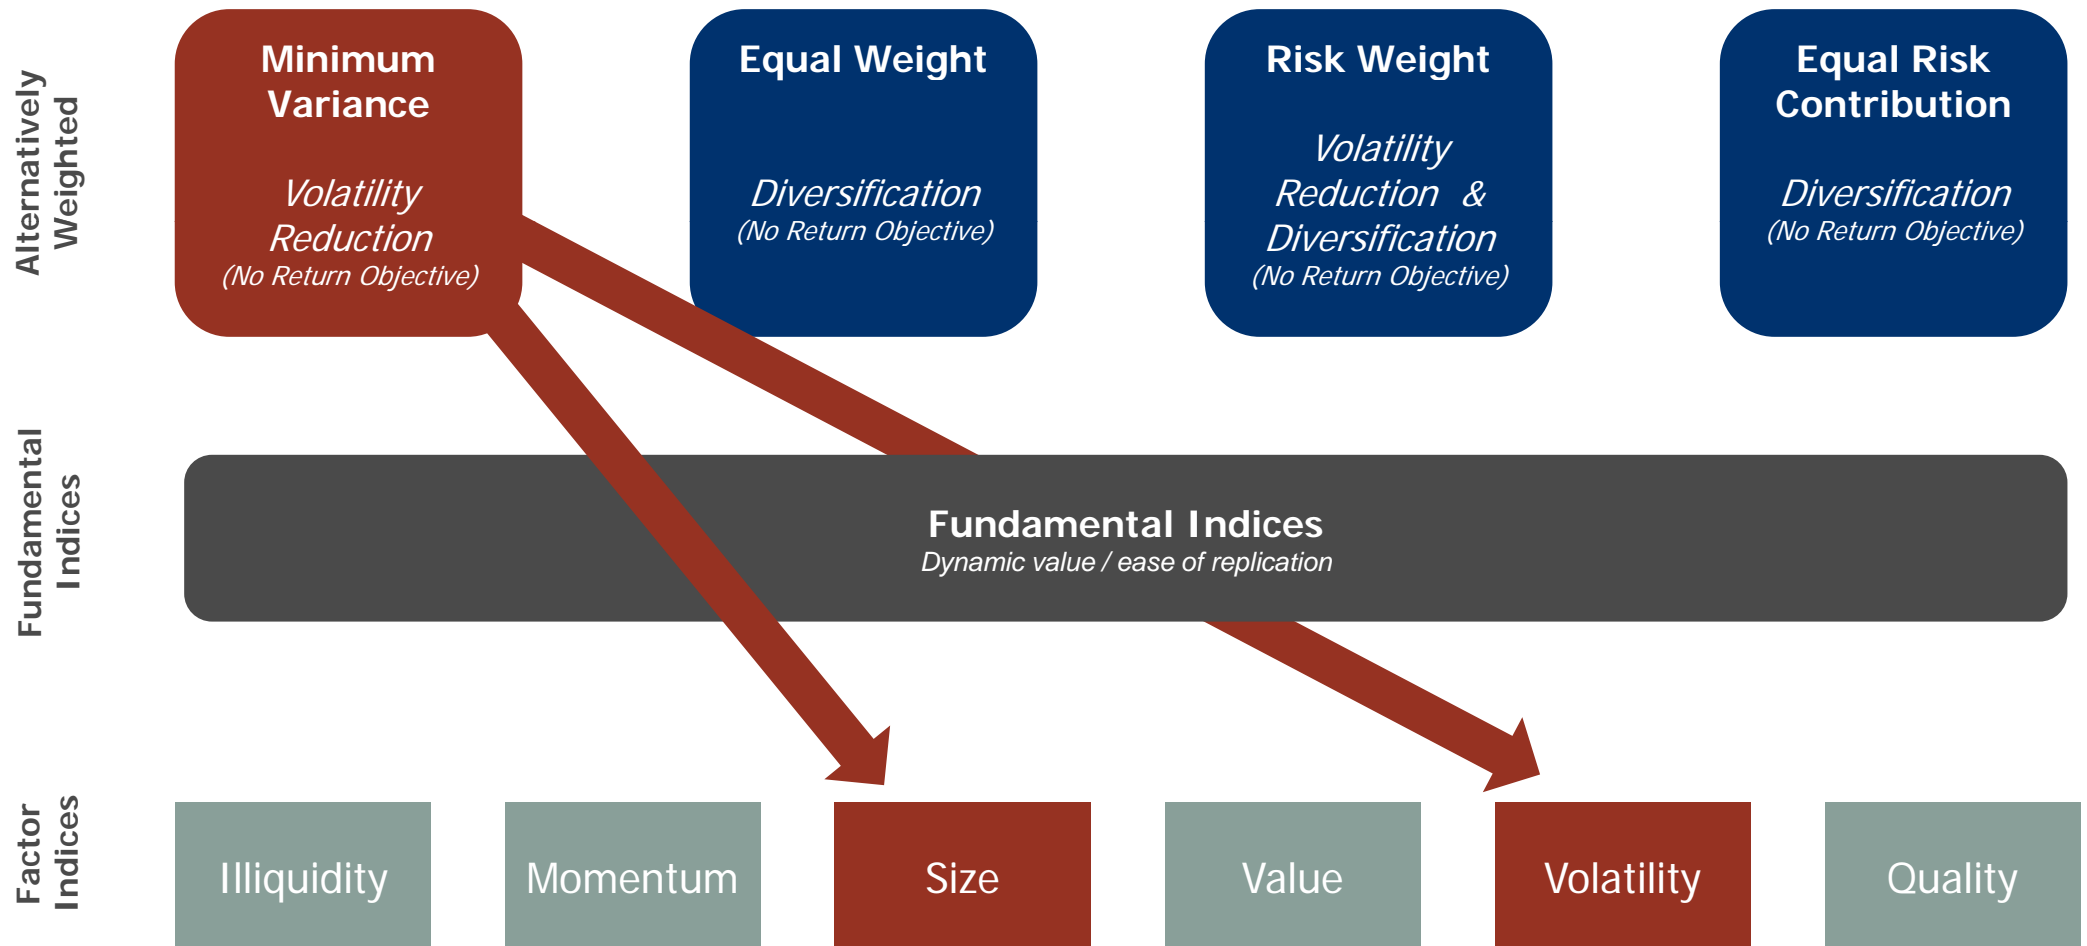 Alternatively
Weighted
Minimum
Variance
Volatility
Reduction
(No Return Objective)
Equal Weight
Diversification
(No Return Objective)
Risk Weight
Volatility
Reduction &
Diversification
(No Return Objective)
Equal Risk
Contribution
Diversification
(No Return Objective)
Fundamental
Indices
Fundamental Indices
Dynamic value / ease of replication
Factor
Indices
Illiquidity
Momentum
Size
Value
Volatility
Quality